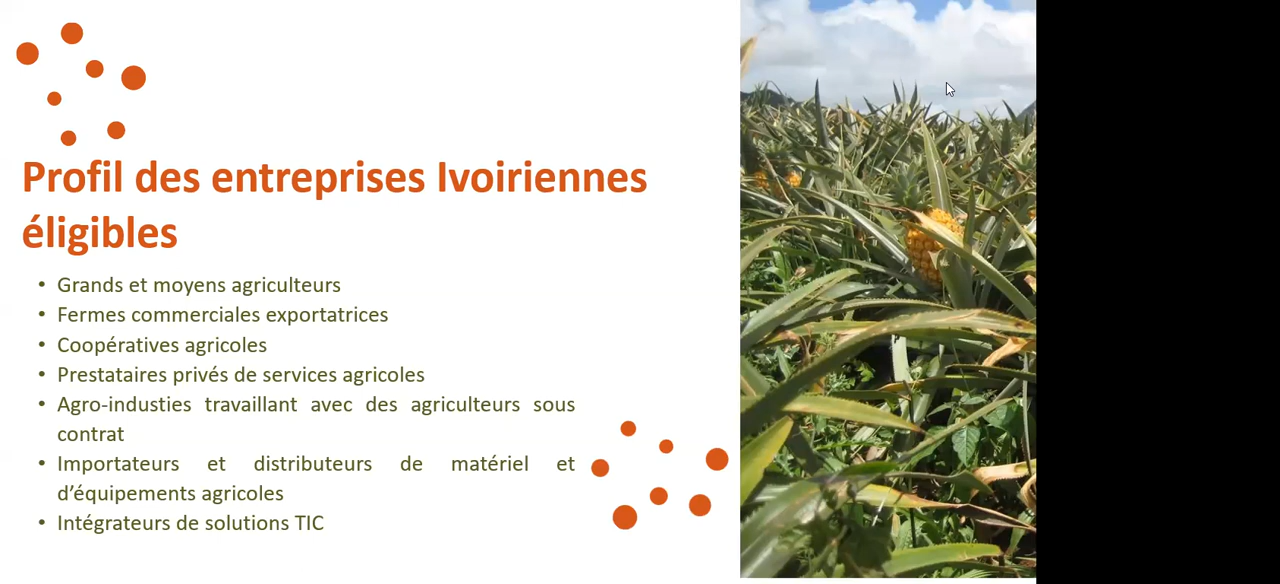 Profil des entreprises Ivoiriennes
éligibles
• Grands et moyens agriculteurs
• Fermes commerciales exportatrices
• Coopératives agricoles
• Prestataires privés de services agricoles
• Agro-industies travaillant avec des agriculteurs sous
contrat
• Importateurs et distributeurs de matériel et
d’équipements agricoles
• Intégrateurs de solutions TIC